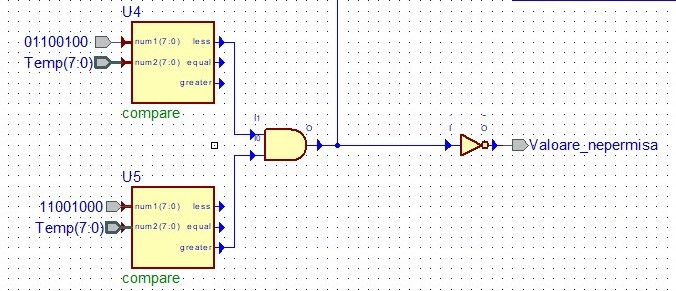 U4
01100100
num1(7:0) less
Temp(7:0)
num2(7:0) equal
greater
compare
I1
I0
O
I
O
Valoare_nepermisa
U5
11001000
num1(7:0) less
Temp(7:0)
num2(7:0) equal
greater
compare